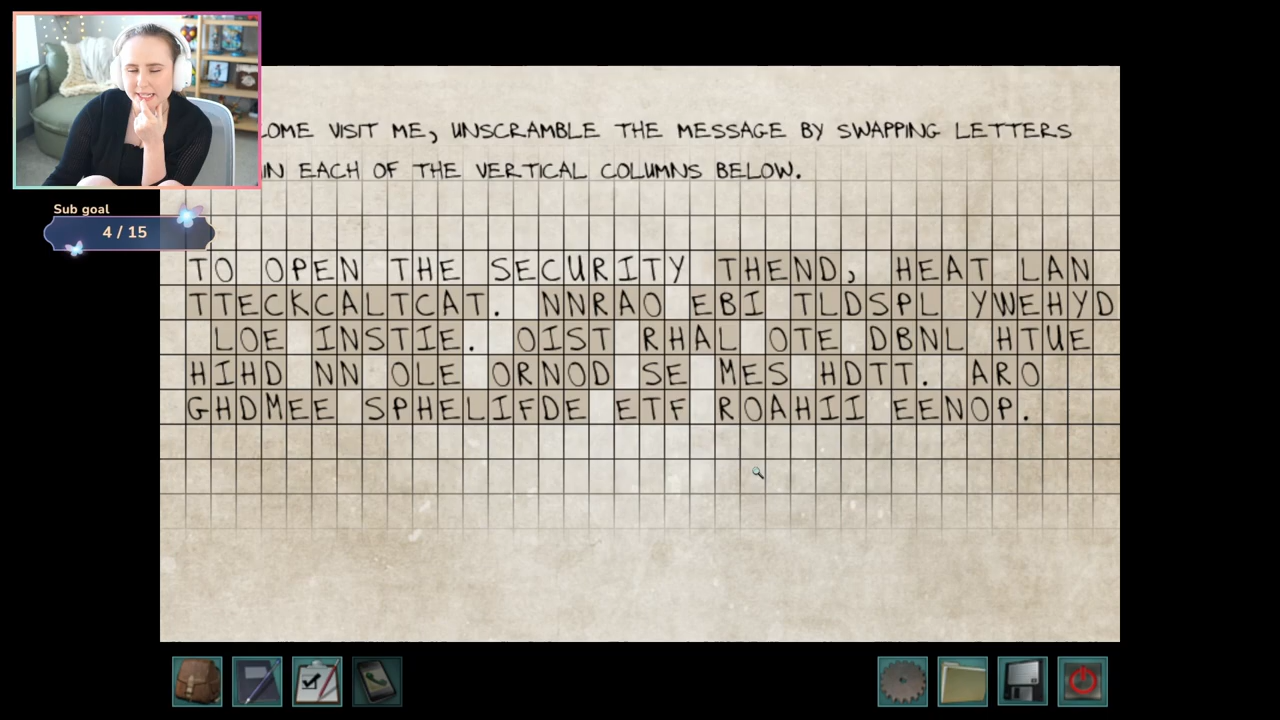 Sub goal
4 / 15
COME VISIT ME, UNSCRAMBLE THE MESSAGE BY SWAPPING LETTERS
IN EACH OF THE VERTICAL COLUMNS BELOW.
TO OPEN THE SECURITY THEND, HEAT LAN
TTECKCALTCAT. NNRAO EBI TLDSPL YWEHYD
LOE INSTIE. OIST RHAL OTE DBNL HTUE
HIHD NN OLE ORNOD SE MES HDTT. ARO
GHDMEE SPHELIFDE ETF ROAHII EENOP.